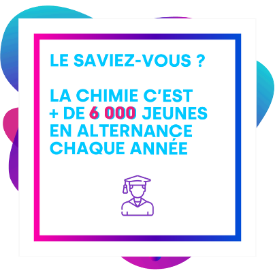 LE SAVIEZ-VOUS ?
LA CHIMIE C'EST
+ DE 6 000 JEUNES
EN ALTERNANCE
CHAQUE ANNÉE